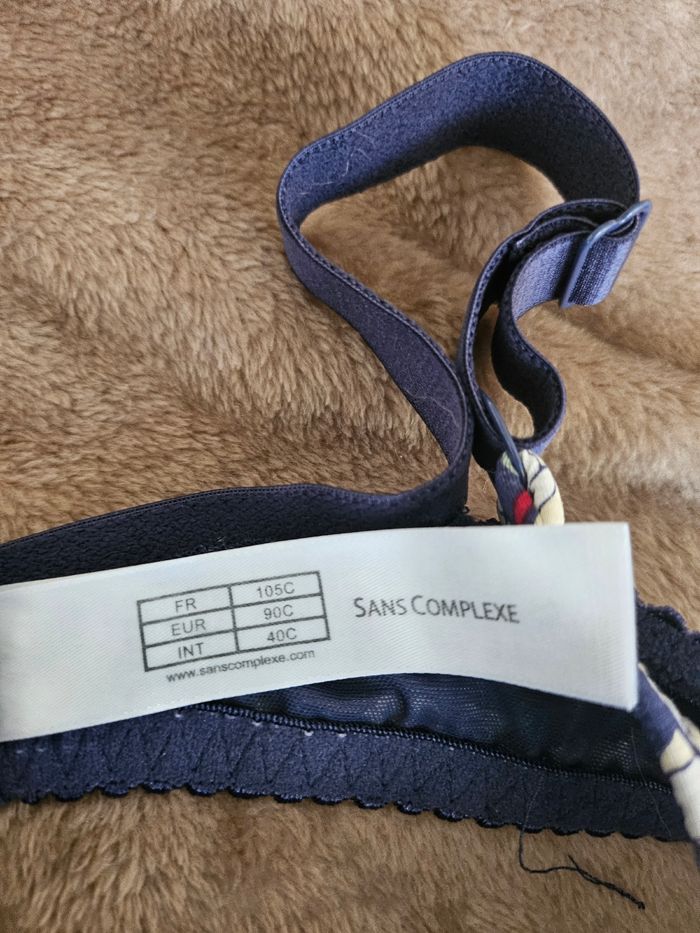 FR 105C
EUR 90C
INT 40C
SANS COMPLEXE
www.sanscomplexe.com